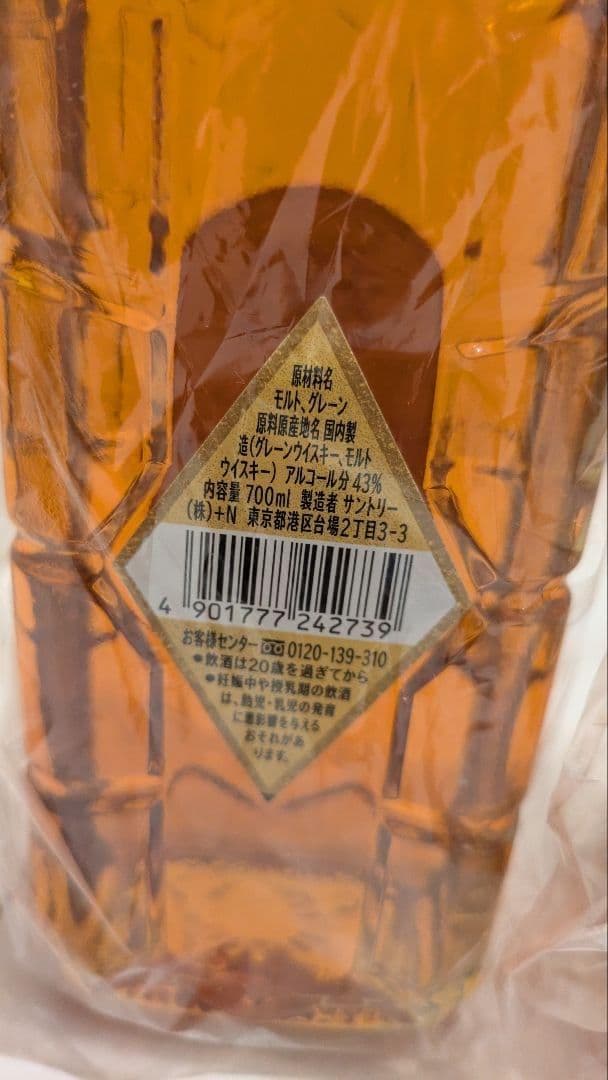 原材料名
モルト、グレーン
原料原産地名 国内製
造(グレーンウイスキー、モルト
ウイスキー) アルコール分 43%
内容量 700ml 製造者 サントリー
(株)+N 東京都港区台場2丁目3-3
4 901777 242739
お客様センター 0120-139-310
●飲酒は20歳を過ぎてから
●妊娠中や授乳期の飲酒
は、胎児・乳児の発育
に悪影響を与える
おそれがあ
ります。